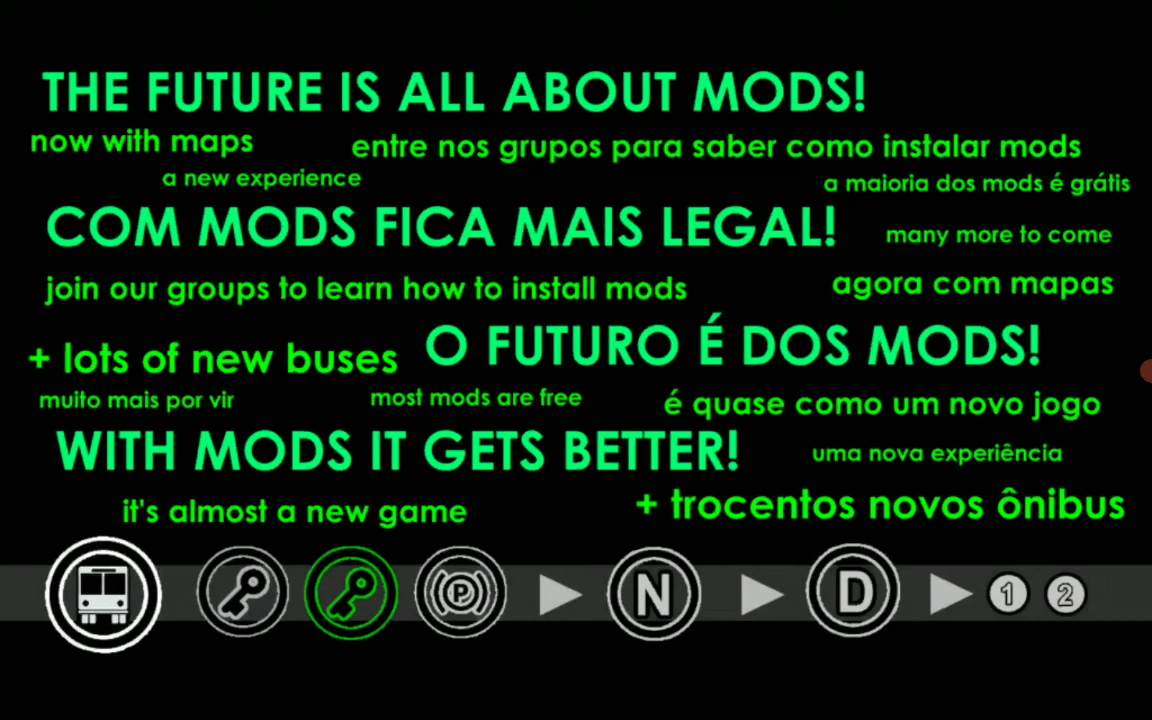 THE FUTURE IS ALL ABOUT MODS!
now with maps
entre nos grupos para saber como instalar mods
a new experience
a maioria dos mods é grátis
COM MODS FICA MAIS LEGAL!
many more to come
join our groups to learn how to install mods
agora com mapas
+ lots of new buses
O FUTURO É DOS MODS!
muito mais por vir
most mods are free
é quase como um novo jogo
WITH MODS IT GETS BETTER!
uma nova experiência
it's almost a new game
+ trocentos novos ônibus
P N D 1 2